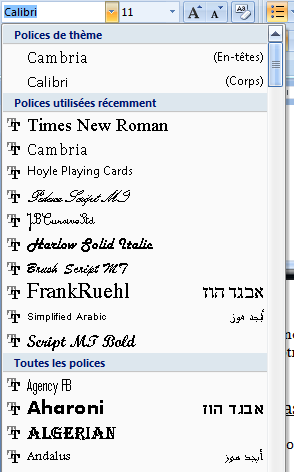 Calibri 11
Polices de thème
Cambria (En-têtes)
Calibri (Corps)
Polices utilisées récemment
Times New Roman
Cambria
Hoyle Playing Cards
Palace Script MT
JBCursiveStd
Harlow Solid Italic
Brush Script MT
FrankRuehl אבגד הוז
Simplified Arabic أبجد هوز
Script MT Bold
Toutes les polices
Agency FB
Aharoni אבגד הוז
ALGERIAN
Andalus أبجد هوز